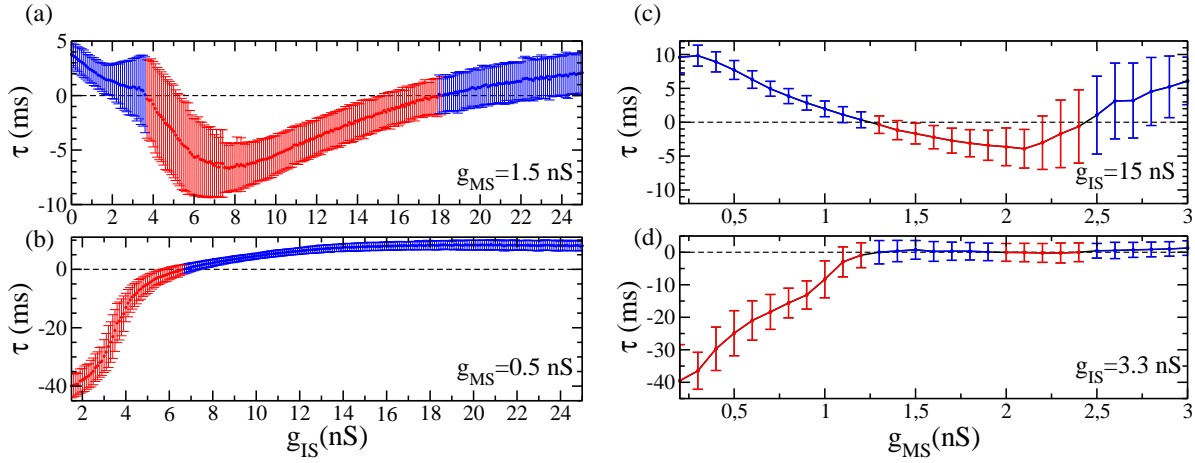 (a)
5
0
-5
-10
τ (ms)
g_MS=1.5 nS
0 2 4 6 8 10 12 14 16 18 20 22 24
(b)
0
-20
-40
τ (ms)
g_MS=0.5 nS
2 4 6 8 10 12 14 16 18 20 22 24
g_IS(nS)
(c)
10
5
0
-5
-10
τ (ms)
g_IS=15 nS
0,5 1 1,5 2 2,5 3
(d)
0
-10
-20
-30
-40
τ (ms)
g_IS=3.3 nS
0,5 1 1,5 2 2,5 3
g_MS(nS)